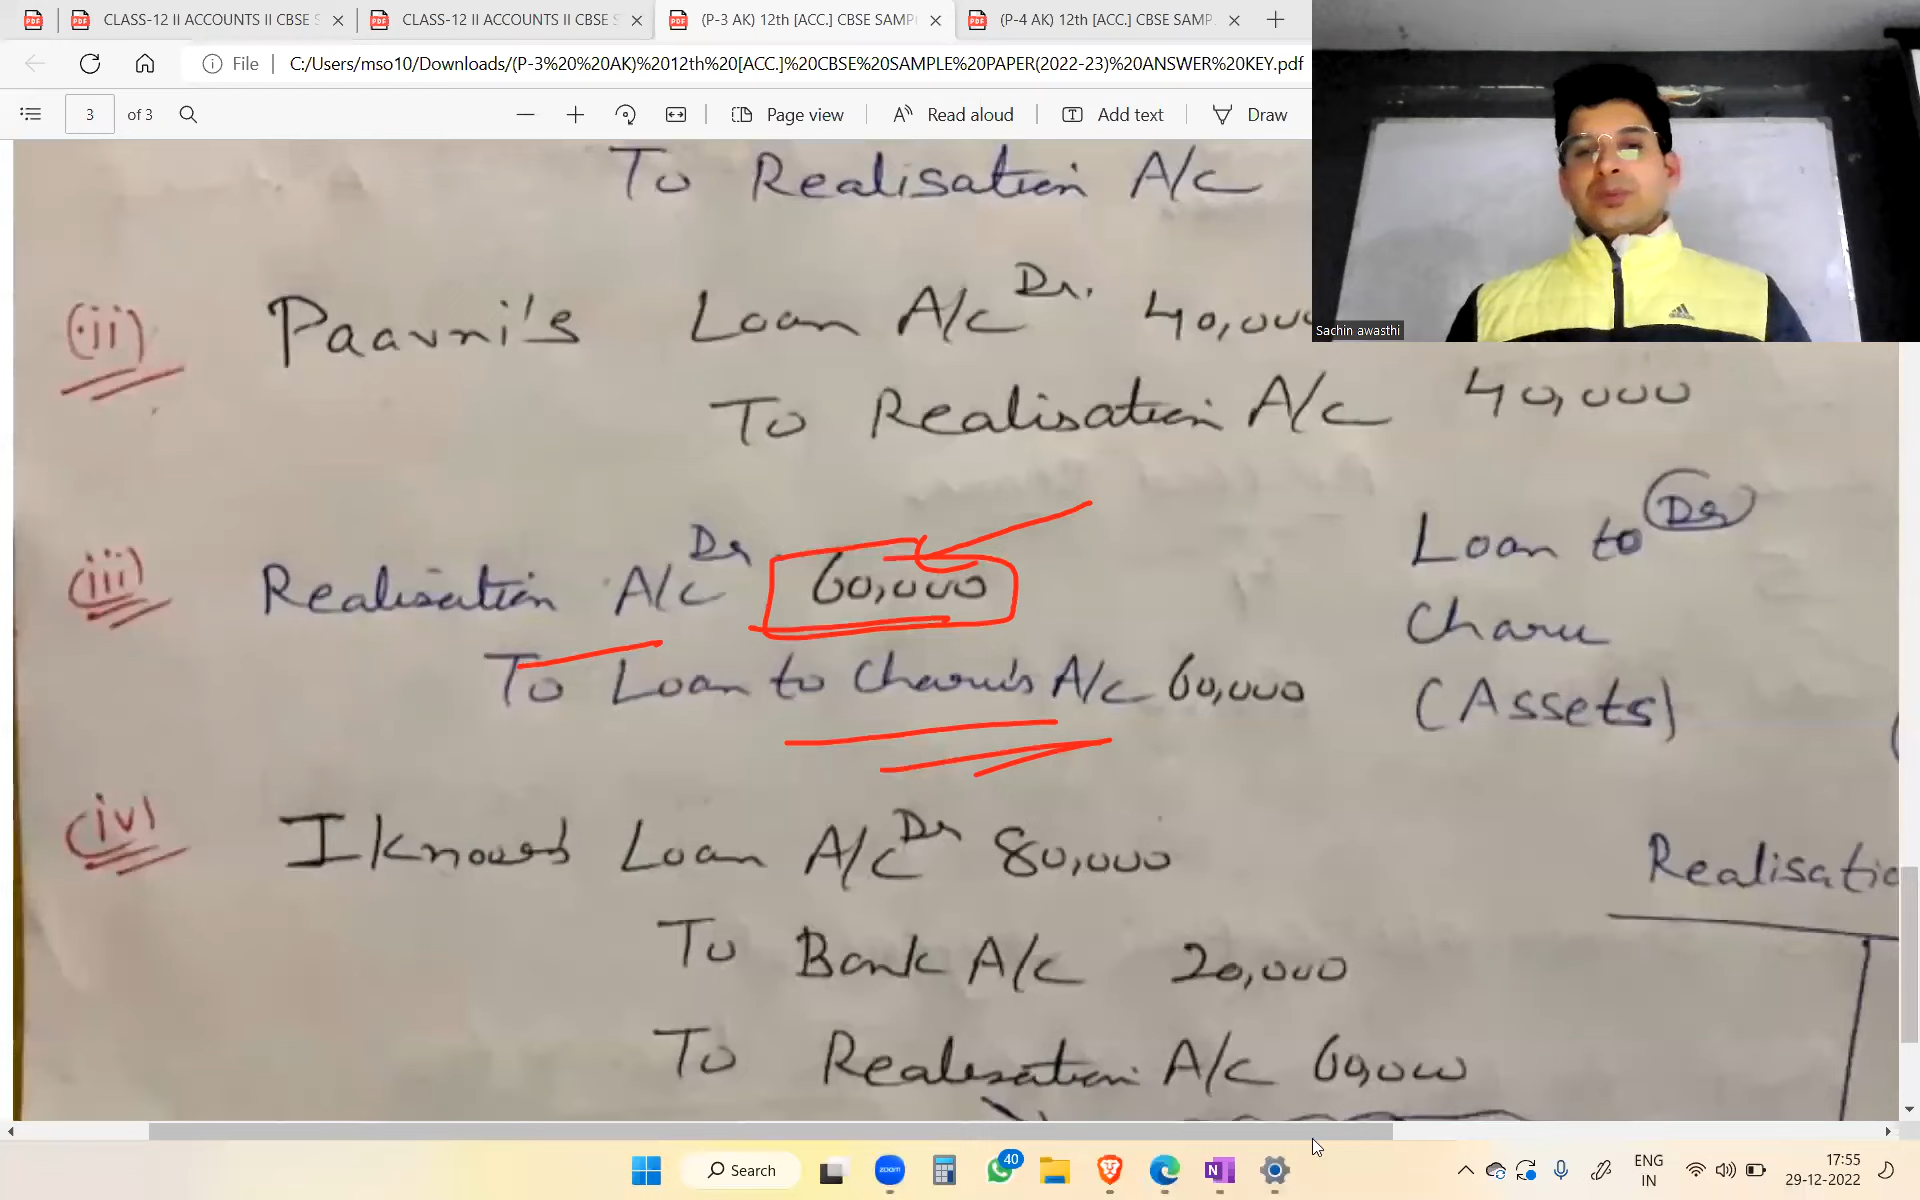 CLASS-12 II ACCOUNTS II CBSE S
CLASS-12 II ACCOUNTS II CBSE S
(P-3 AK) 12th [ACC.] CBSE SAMP
(P-4 AK) 12th [ACC.] CBSE SAMP
File
C:/Users/mso10/Downloads/(P-3%20%20AK)%2012th%20[ACC.]%20CBSE%20SAMPLE%20PAPER(2022-23)%20ANSWER%20KEY.pdf
3 of 3
Page view
Read aloud
Add text
Draw
Sachin awasthi
To Realisation A/c
(ii) Paavni's Loan A/c Dr. 40,000
To Realisation A/c 40,000
(iii) Realisation A/c Dr 60,000
To Loan to Charu's A/c 60,000
Loan to Dr
Charu
(Assets)
(iv) Iknoor's Loan A/c Dr 80,000
To Bank A/c 20,000
To Realisation A/c 60,000
Realisatio
zoom
Search
40
ENG
IN
17:55
29-12-2022